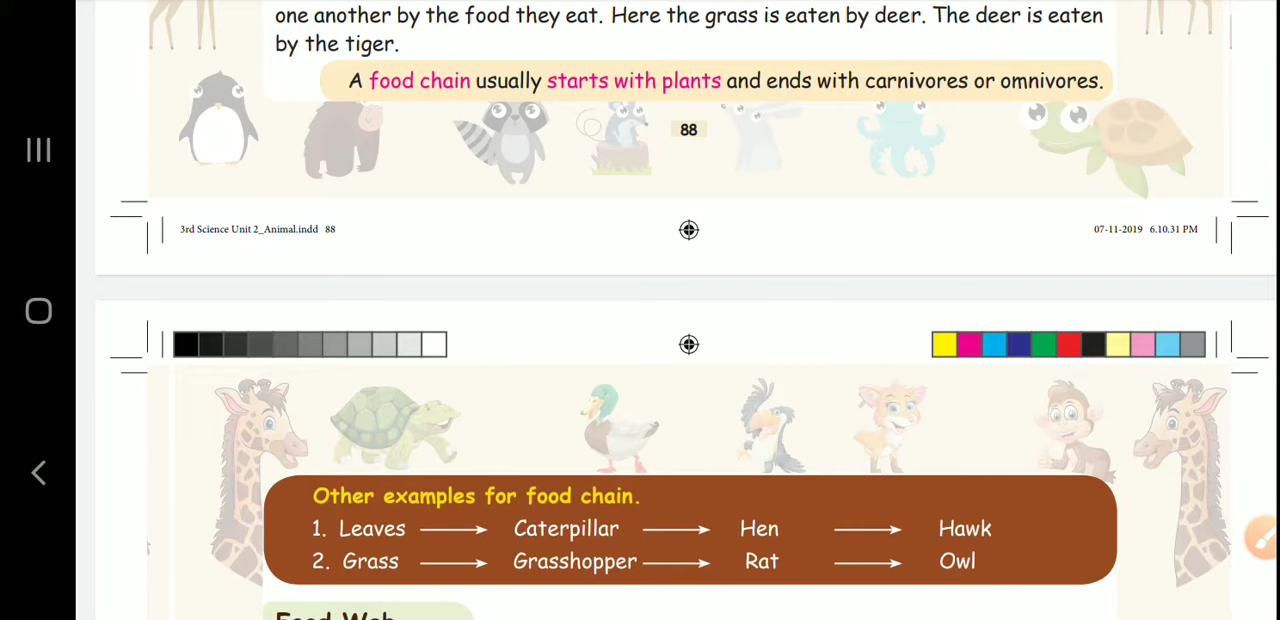 one another by the food they eat. Here the grass is eaten by deer. The deer is eaten
by the tiger.
A food chain usually starts with plants and ends with carnivores or omnivores.
88
3rd Science Unit 2_Animal.indd 88
07-11-2019 6.10.31 PM
Other examples for food chain.
1. Leaves → Caterpillar → Hen → Hawk
2. Grass → Grasshopper → Rat → Owl
Food Web